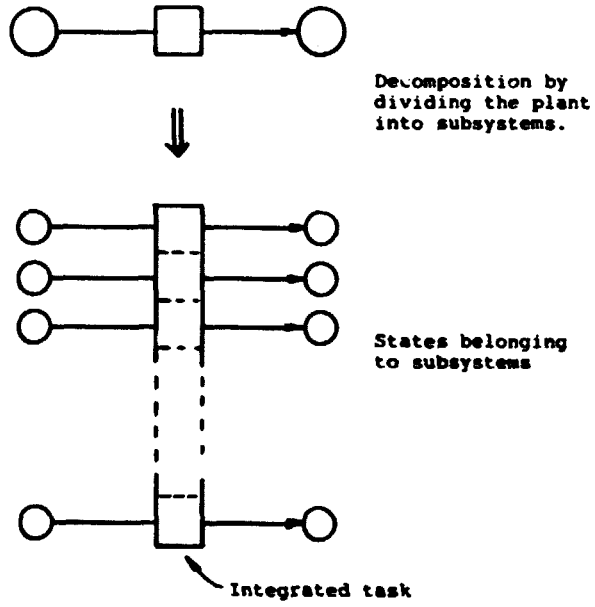 Decomposition by
dividing the plant
into subsystems.
States belonging
to subsystems
Integrated task